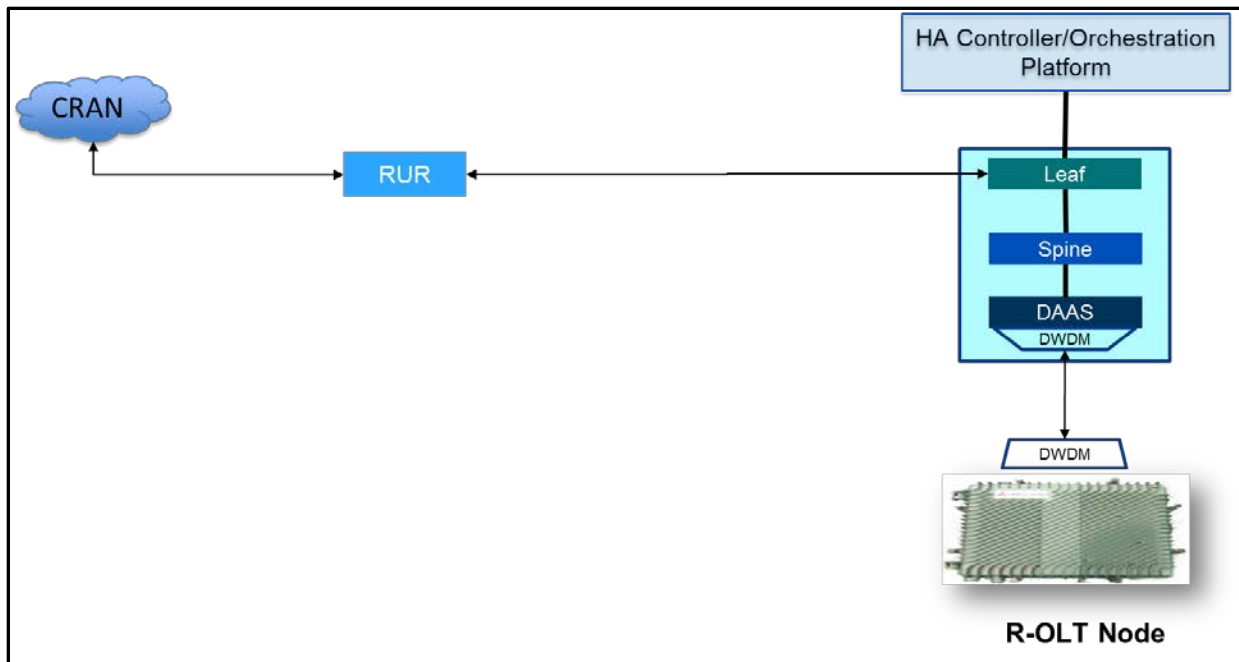 HA Controller/Orchestration
Platform
CRAN
RUR
Leaf
Spine
DAAS
DWDM
DWDM
R-OLT Node